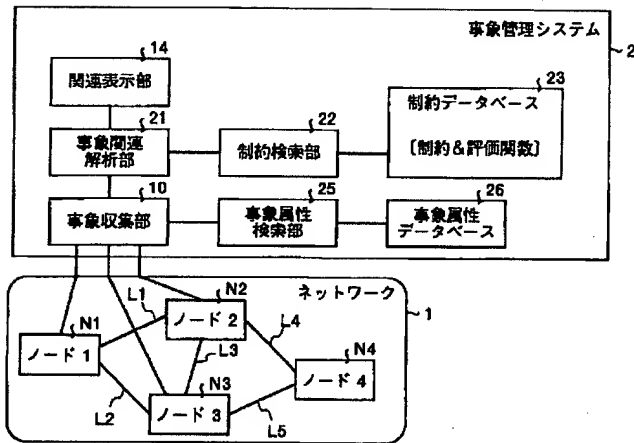 事象管理システム
2
14
関連表示部
21
事象関連
解析部
22
制約検索部
23
制約データベース
〔制約&評価関数〕
10
事象収集部
25
事象属性
検索部
26
事象属性
データベース
ネットワーク
1
N1
ノード 1
L1
N2
ノード 2
L4
L3
N4
ノード 4
L2
N3
ノード 3
L5